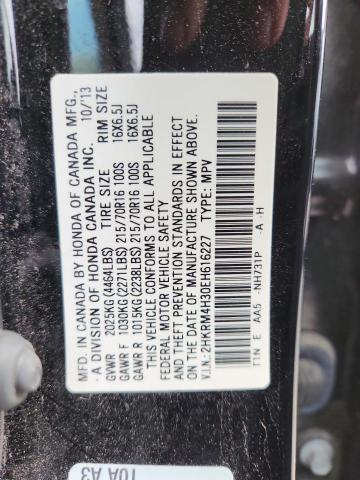 MFD. IN CANADA BY HONDA OF CANADA MFG.,
- A DIVISION OF HONDA CANADA INC. 10/13
TIRE SIZE RIM SIZE
GVWR 2025KG (4464LBS)
GAWR F 1030KG (2271LBS) 215/70R16 100S 16X6.5J
GAWR R 1015KG (2238LBS) 215/70R16 100S 16X6.5J
THIS VEHICLE CONFORMS TO ALL APPLICABLE
FEDERAL MOTOR VEHICLE SAFETY
AND THEFT PREVENTION STANDARDS IN EFFECT
ON THE DATE OF MANUFACTURE SHOWN ABOVE.
V.I.N.: 2HKRM4H30EH616227 TYPE: MPV
T1N E AA5 -NH731P -A -H
10A A3